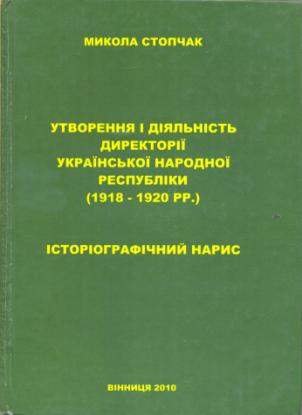 МИКОЛА СТОПЧАК
УТВОРЕННЯ І ДІЯЛЬНІСТЬ
ДИРЕКТОРІЇ
УКРАЇНСЬКОЇ НАРОДНОЇ
РЕСПУБЛІКИ
(1918 - 1920 РР.)
ІСТОРІОГРАФІЧНИЙ НАРИС
ВІННИЦЯ 2010